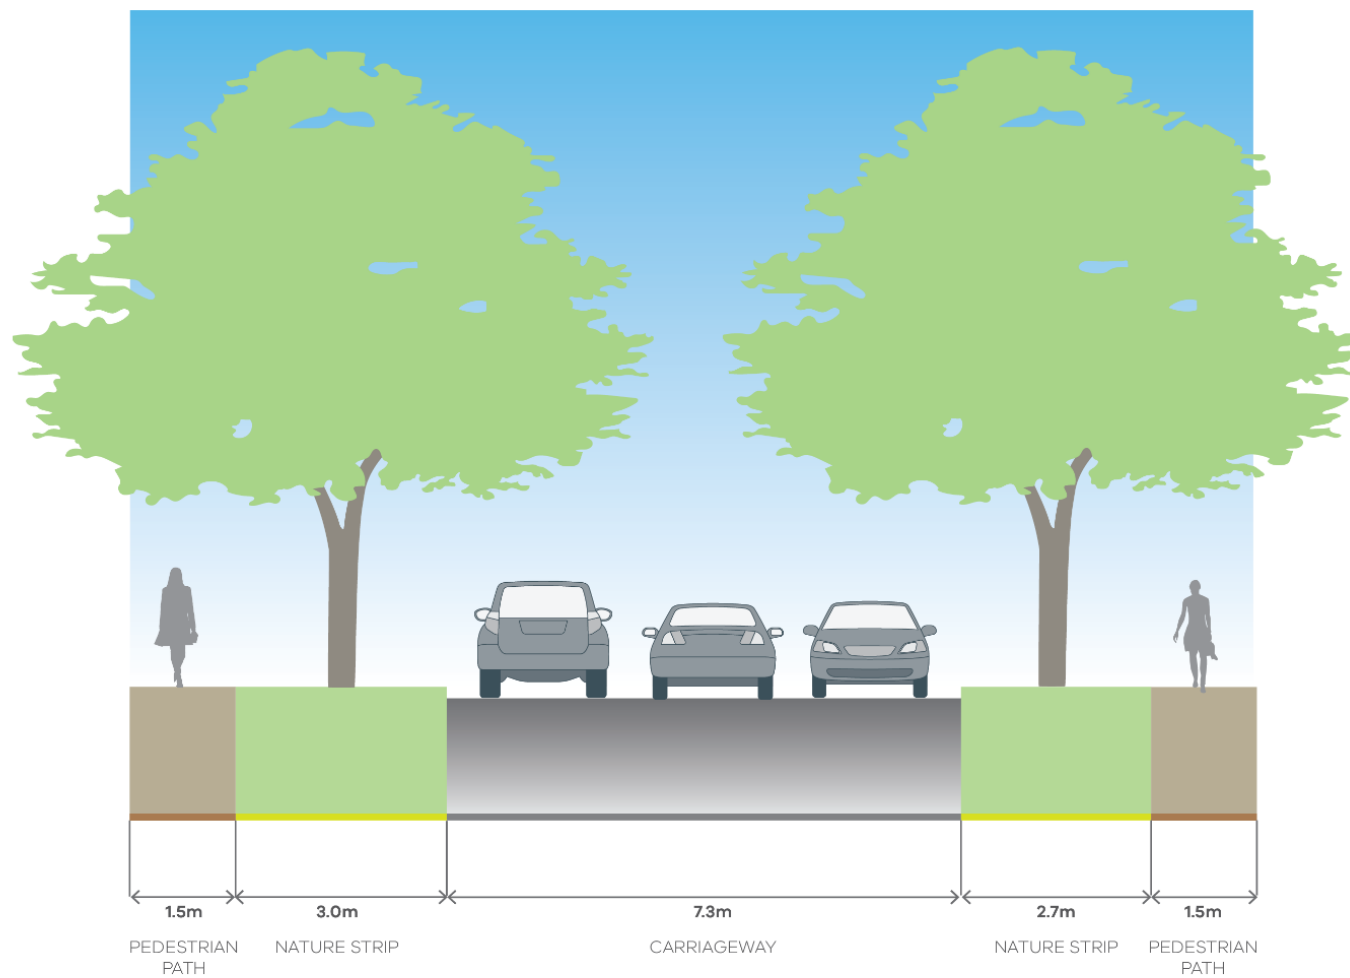 1.5m
3.0m
7.3m
2.7m
1.5m
PEDESTRIAN
PATH
NATURE STRIP
CARRIAGEWAY
NATURE STRIP
PEDESTRIAN
PATH